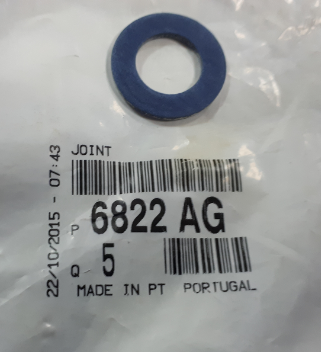 JOINT
P 6822 AG
Q 5
MADE IN PT PORTUGAL
22/10/2015 - 07:43